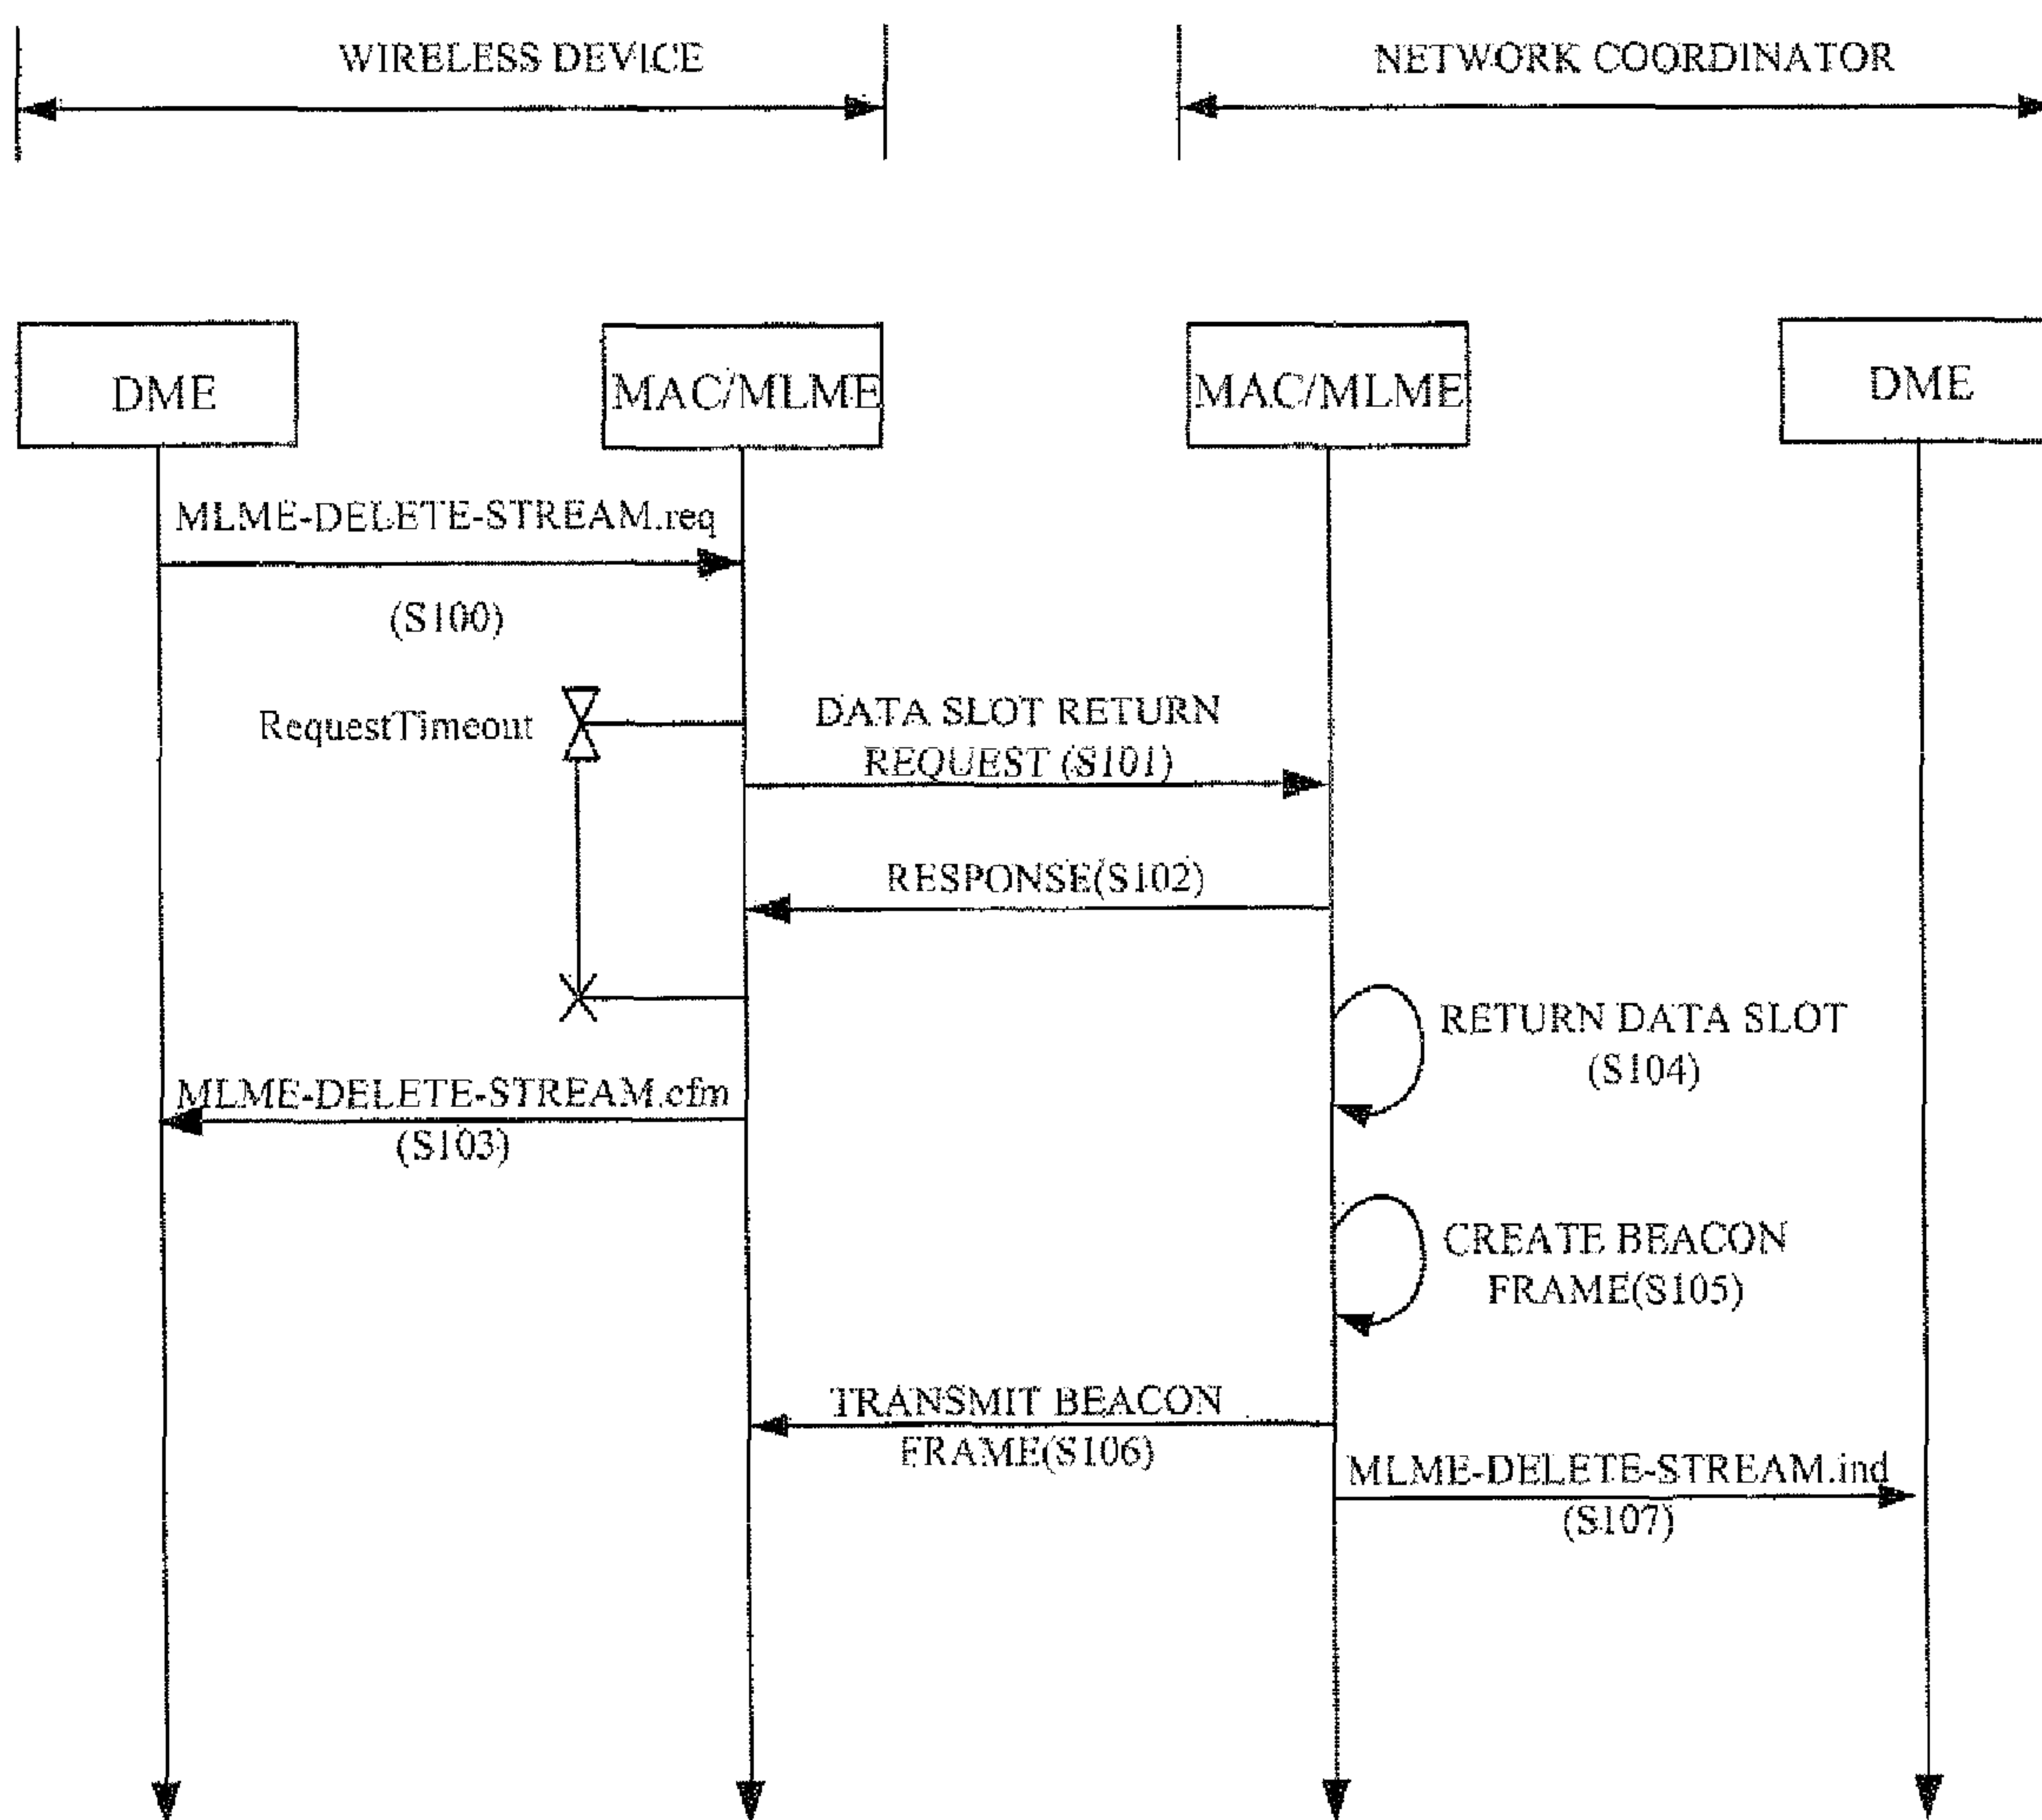 WIRELESS DEVICE
NETWORK COORDINATOR
DME
MAC/MLME
MAC/MLME
DME
MLME-DELETE-STREAM.req
(S100)
RequestTimeout
DATA SLOT RETURN
REQUEST (S101)
RESPONSE(S102)
RETURN DATA SLOT
(S104)
MLME-DELETE-STREAM.cfm
(S103)
CREATE BEACON
FRAME(S105)
TRANSMIT BEACON
FRAME(S106)
MLME-DELETE-STREAM.ind
(S107)